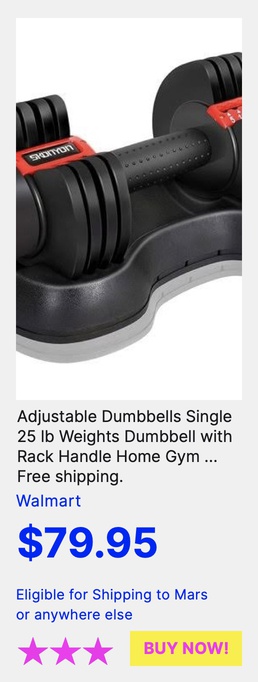 Adjustable Dumbbells Single
25 lb Weights Dumbbell with
Rack Handle Home Gym ...
Free shipping.
Walmart
$79.95
Eligible for Shipping to Mars
or anywhere else
BUY NOW!